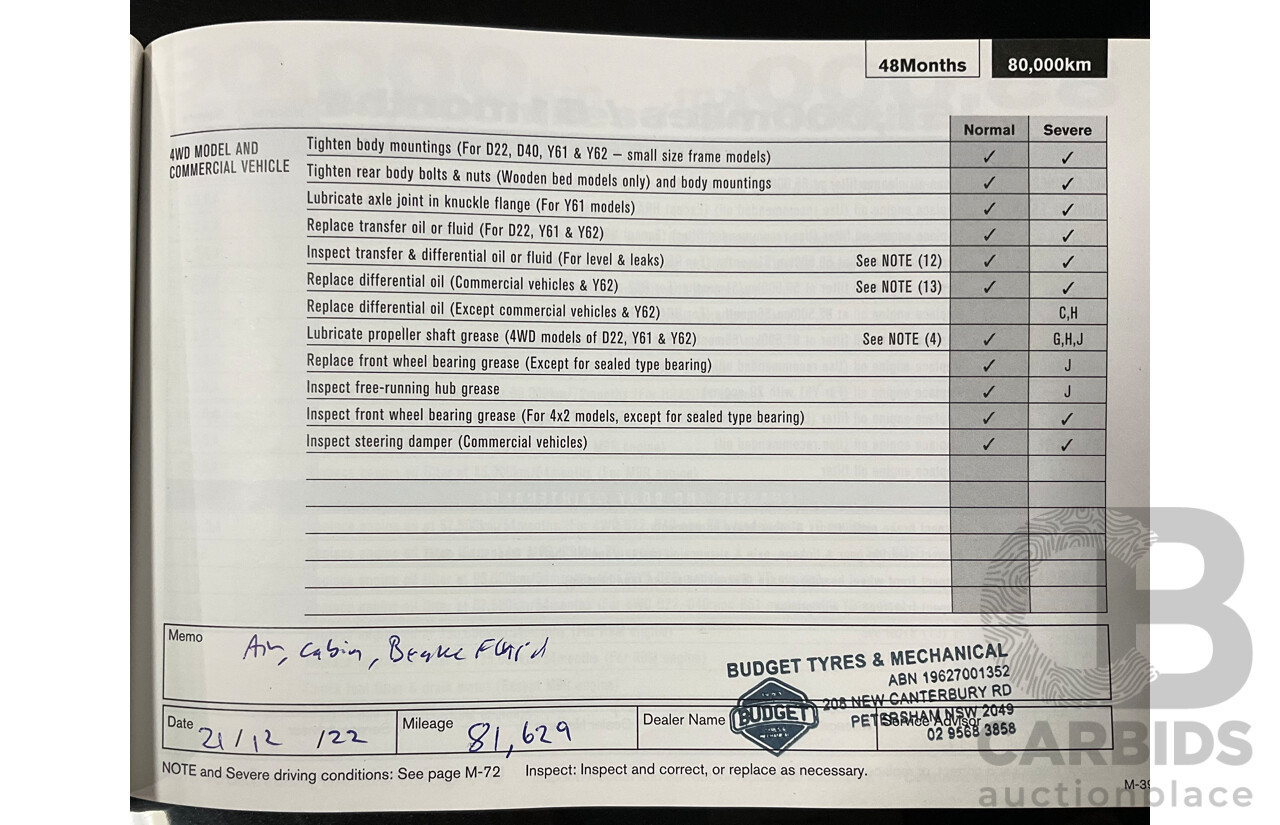 48Months 80,000km
Normal Severe
4WD MODEL AND
COMMERCIAL VEHICLE
Tighten body mountings (For D22, D40, Y61 & Y62 – small size frame models) ✓ ✓
Tighten rear body bolts & nuts (Wooden bed models only) and body mountings ✓ ✓
Lubricate axle joint in knuckle flange (For Y61 models) ✓ ✓
Replace transfer oil or fluid (For D22, Y61 & Y62) ✓ ✓
Inspect transfer & differential oil or fluid (For level & leaks) See NOTE (12) ✓ ✓
Replace differential oil (Commercial vehicles & Y62) See NOTE (13) ✓ ✓
Replace differential oil (Except commercial vehicles & Y62) C,H
Lubricate propeller shaft grease (4WD models of D22, Y61 & Y62) See NOTE (4) ✓ G,H,J
Replace front wheel bearing grease (Except for sealed type bearing) ✓ J
Inspect free-running hub grease ✓ J
Inspect front wheel bearing grease (For 4x2 models, except for sealed type bearing) ✓ ✓
Inspect steering damper (Commercial vehicles) ✓ ✓
Memo Air, Cabin, Brake Fluid
BUDGET TYRES & MECHANICAL
ABN 19627001352
208 NEW CANTERBURY RD
PETERSHAM NSW 2049
02 9568 3858
BUDGET
Date 21/12/22 Mileage 81,629 Dealer Name Service Advisor
NOTE and Severe driving conditions: See page M-72 Inspect: Inspect and correct, or replace as necessary.
CARBIDS
auctionplace